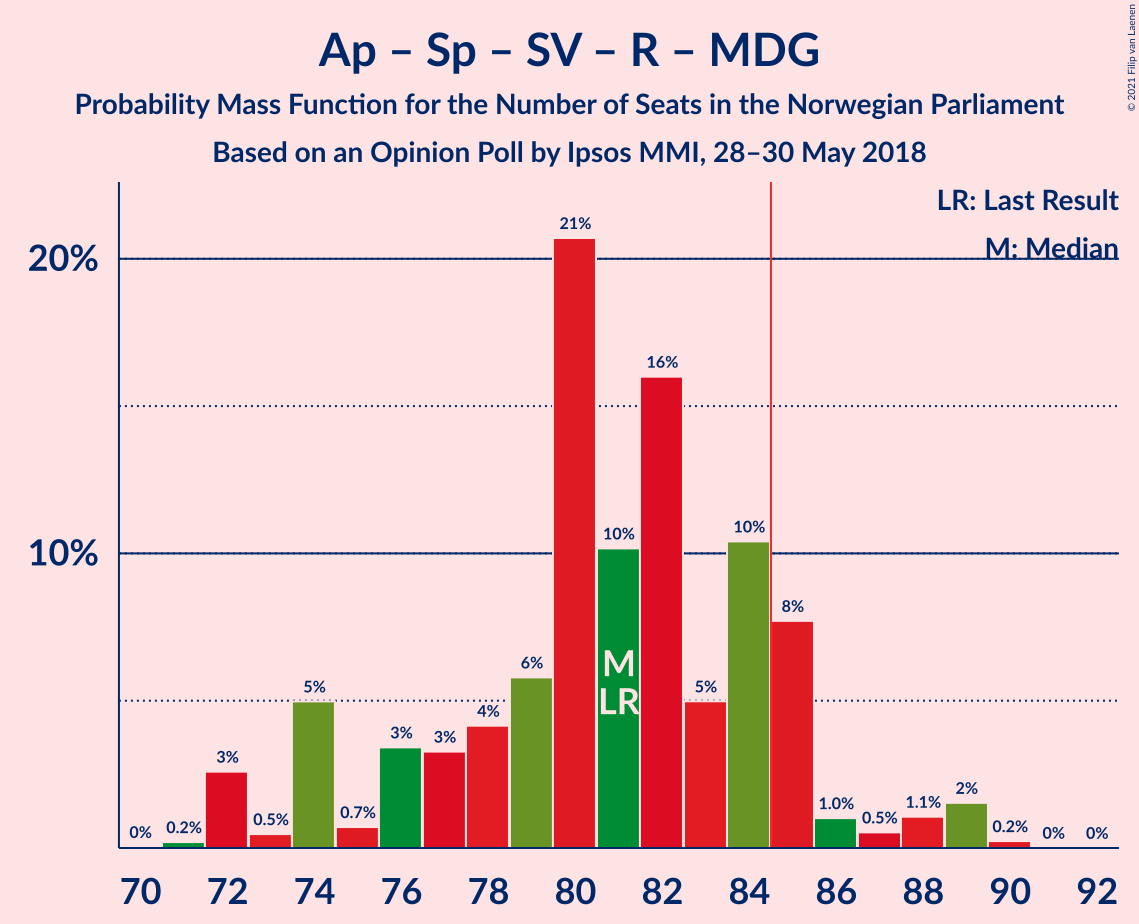 Ap – Sp – SV – R – MDG
Probability Mass Function for the Number of Seats in the Norwegian Parliament
Based on an Opinion Poll by Ipsos MMI, 28–30 May 2018
© 2021 Filip van Laenen
LR: Last Result
M: Median
20%
10%
0%
0.2%
3%
0.5%
5%
0.7%
3%
3%
4%
6%
21%
10%
16%
5%
10%
8%
1.0%
0.5%
1.1%
2%
0.2%
0%
0%
M
LR
70 72 74 76 78 80 82 84 86 88 90 92